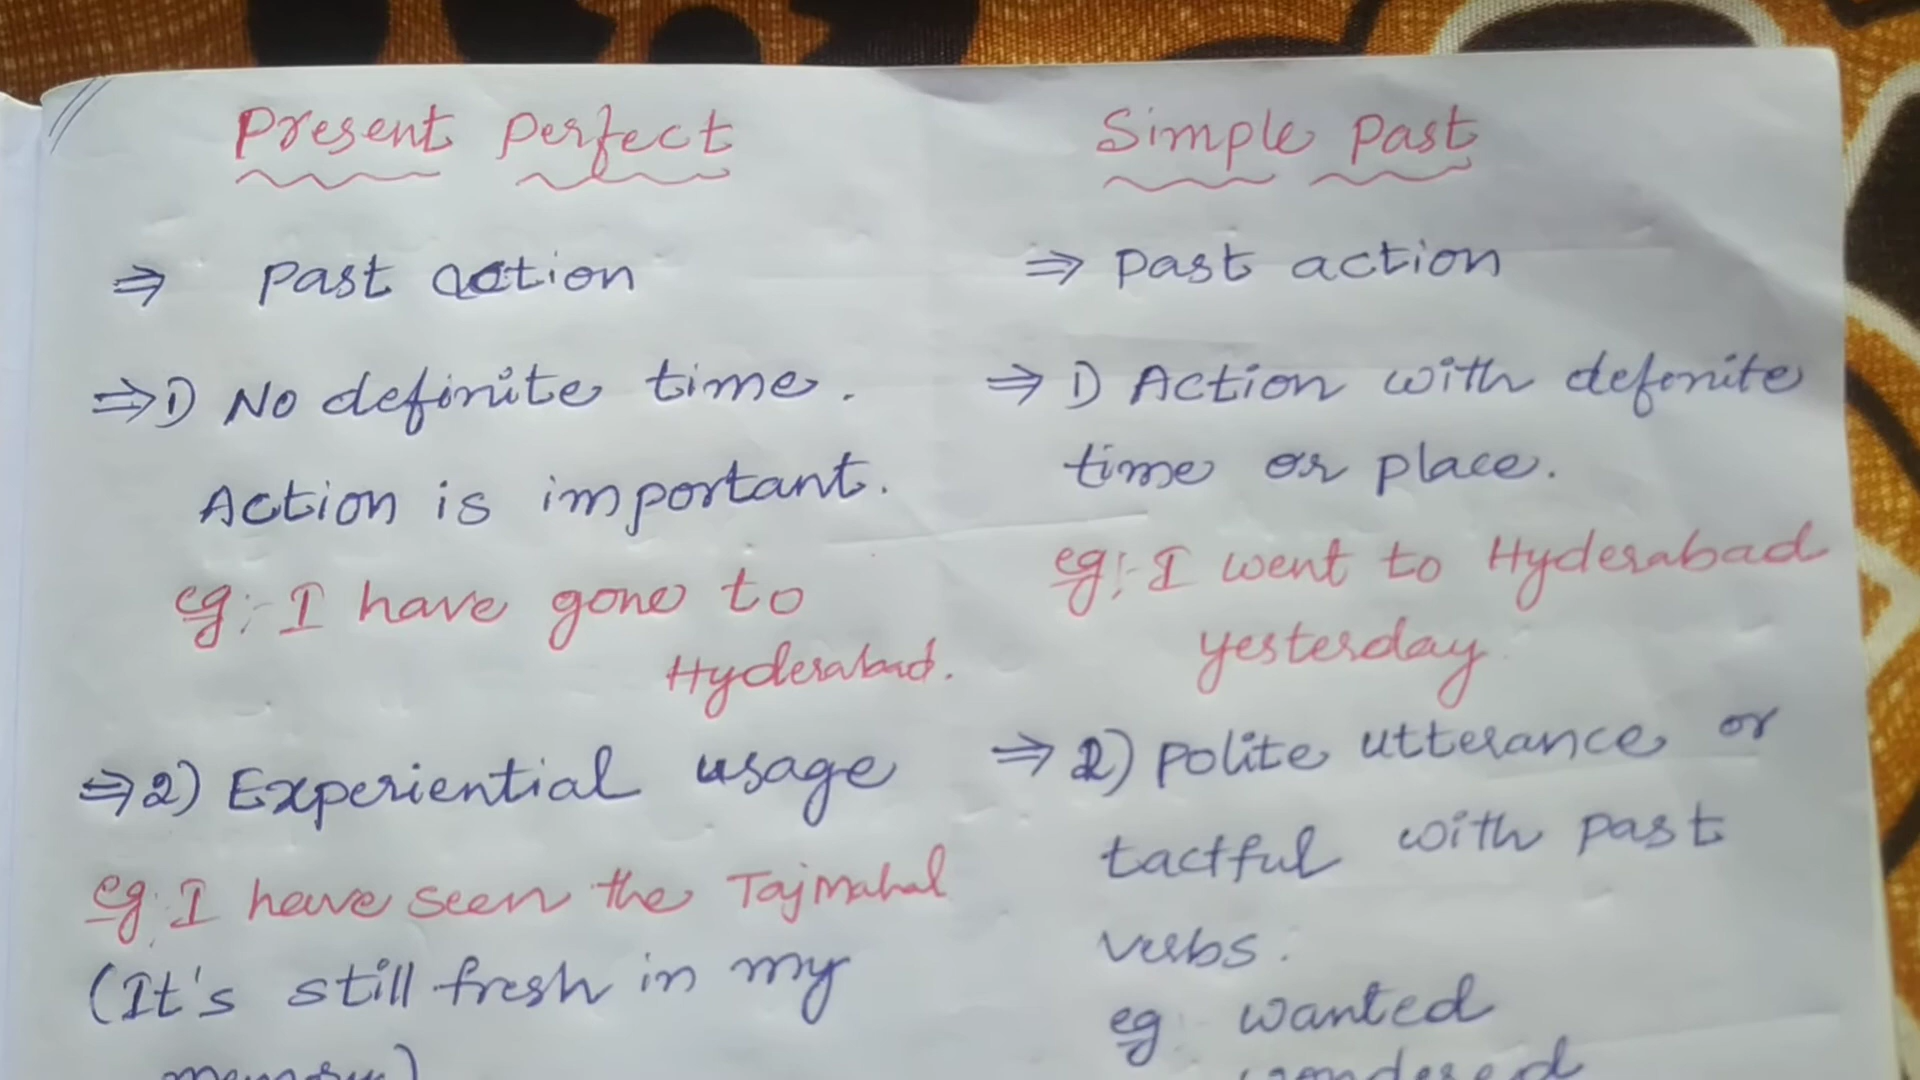 Present Perfect
⇒ Past action
⇒1) No definite time.
Action is important.
eg:- I have gone to
Hyderabad.
⇒2) Experiential usage
eg: I have seen the Tajmahal
(It's still fresh in my
memory)
Simple Past
⇒ Past action
⇒ 1) Action with definite
time or place.
eg:- I went to Hyderabad
yesterday
⇒ 2) Polite utterance or
tactful with past
verbs.
eg wanted
wondered